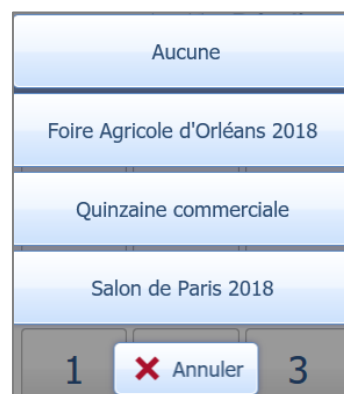 Aucune
Foire Agricole d'Orléans 2018
Quinzaine commerciale
Salon de Paris 2018
1
Annuler
3